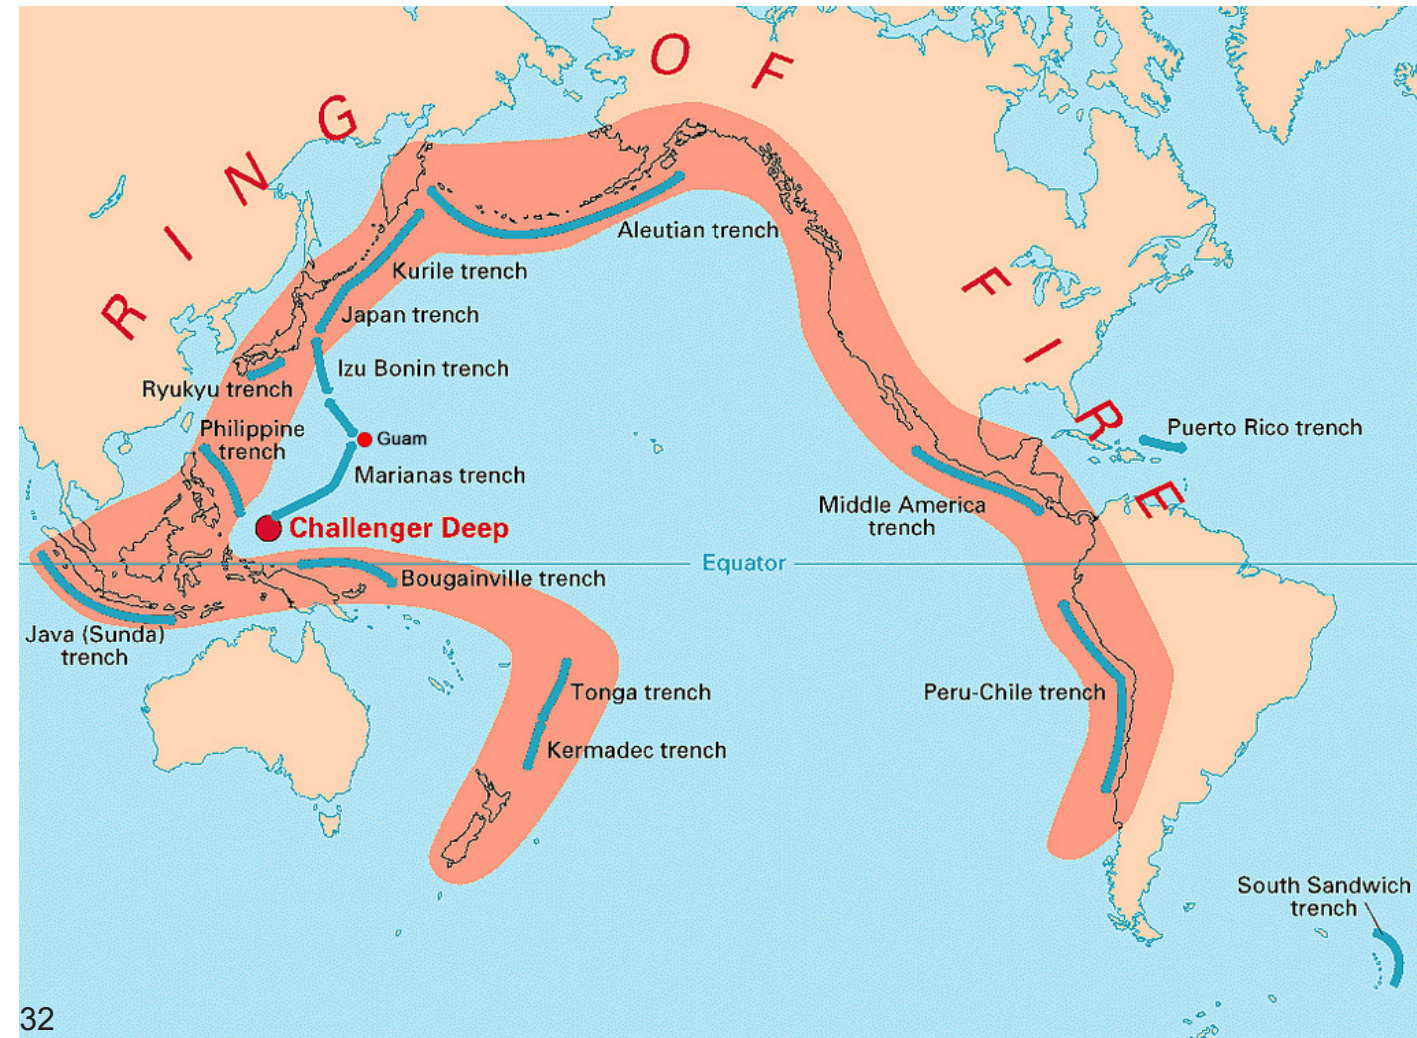 RING OF FIRE
Aleutian trench
Kurile trench
Japan trench
Izu Bonin trench
Ryukyu trench
Philippine
trench
Guam
Marianas trench
Challenger Deep
Puerto Rico trench
Middle America
trench
Equator
Bougainville trench
Java (Sunda)
trench
Tonga trench
Peru-Chile trench
Kermadec trench
South Sandwich
trench
32